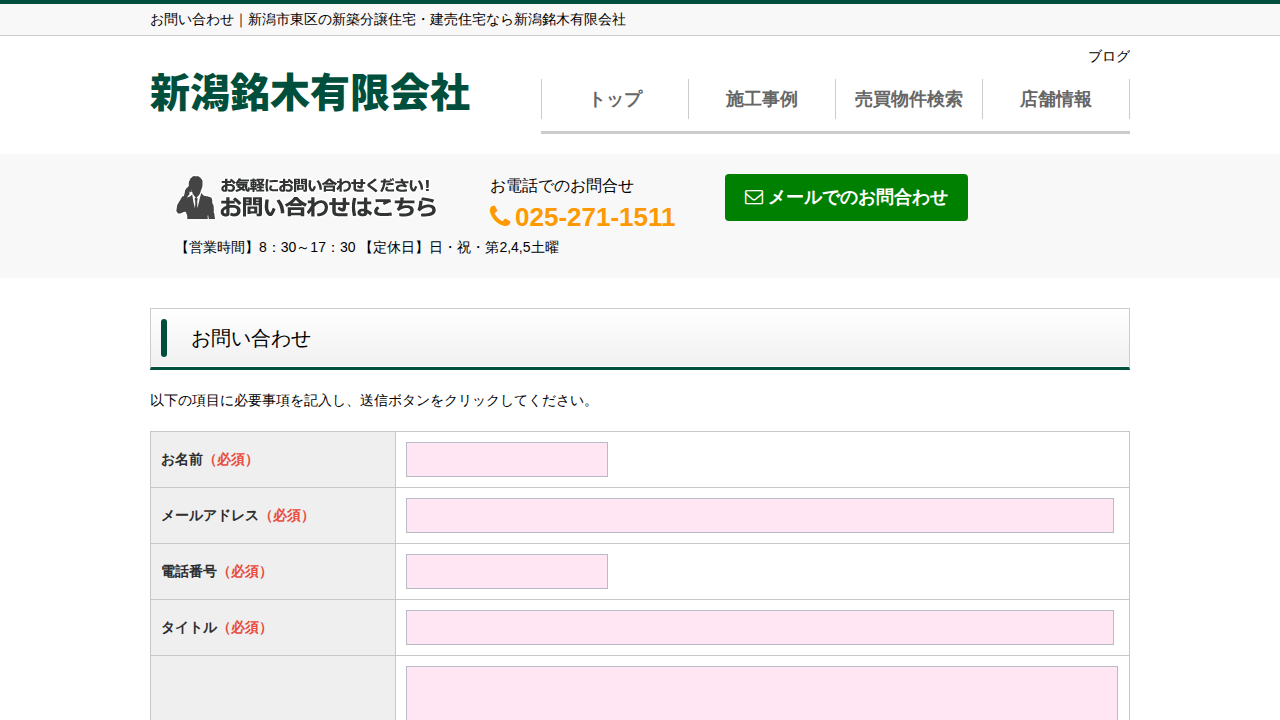 お問い合わせ｜新潟市東区の新築分譲住宅・建売住宅なら新潟銘木有限会社
ブログ
新潟銘木有限会社
トップ
施工事例
売買物件検索
店舗情報
お気軽にお問い合わせください!
お問い合わせはこちら
お電話でのお問合せ
025-271-1511
メールでのお問合わせ
【営業時間】8：30～17：30 【定休日】日・祝・第2,4,5土曜
お問い合わせ
以下の項目に必要事項を記入し、送信ボタンをクリックしてください。
お名前（必須）
メールアドレス（必須）
電話番号（必須）
タイトル（必須）